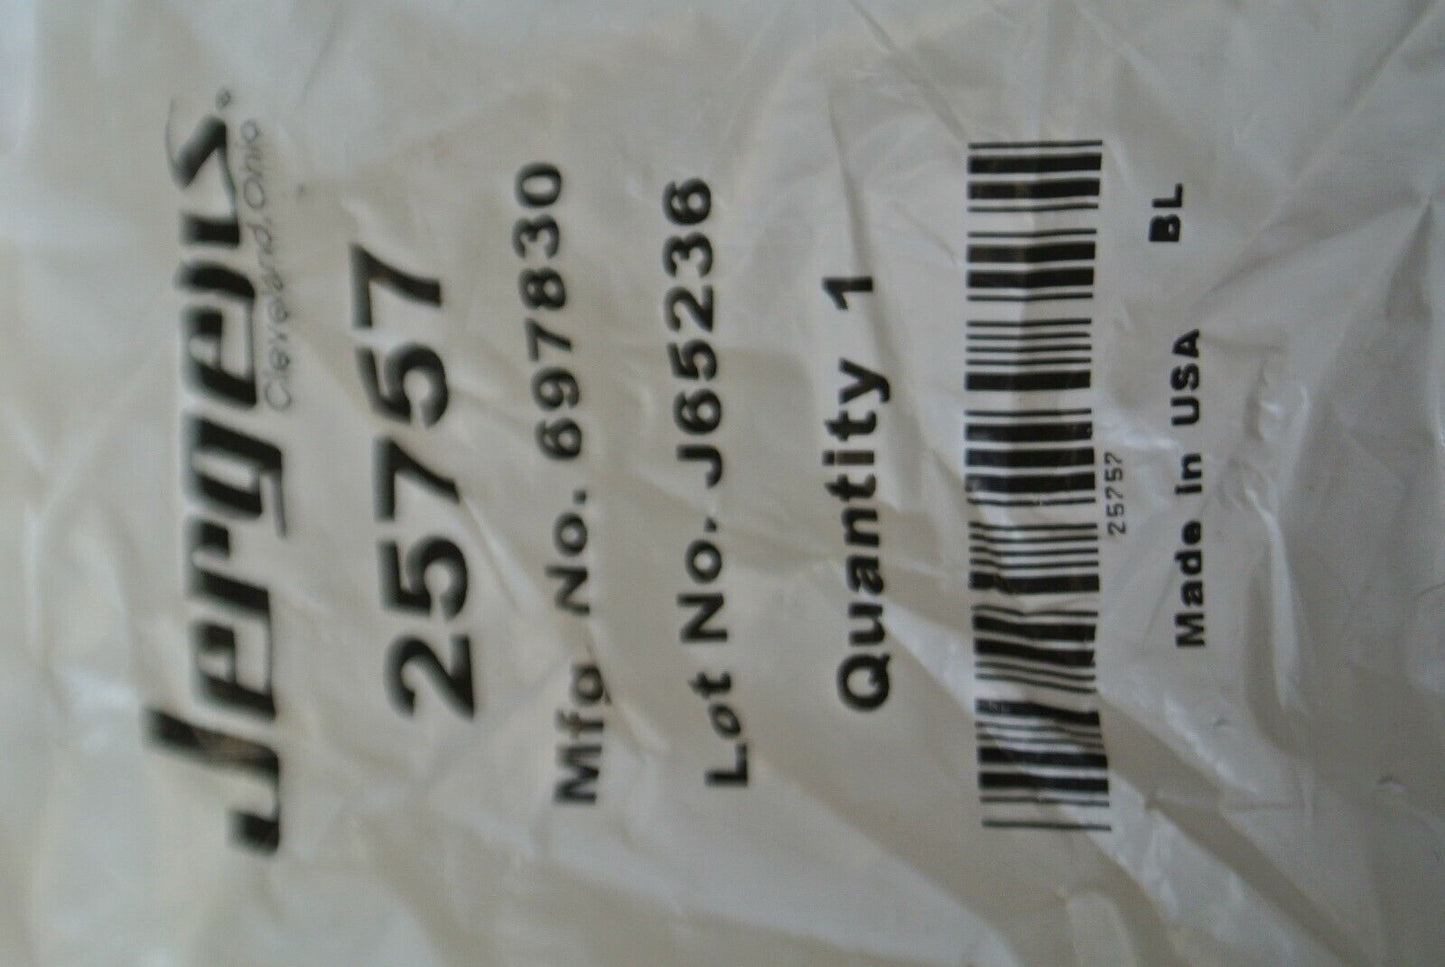 Jergens®
Cleveland, Ohio
25757
Mfg No. 697830
Lot No. J65236
Quantity 1
25757
Made in USA BL